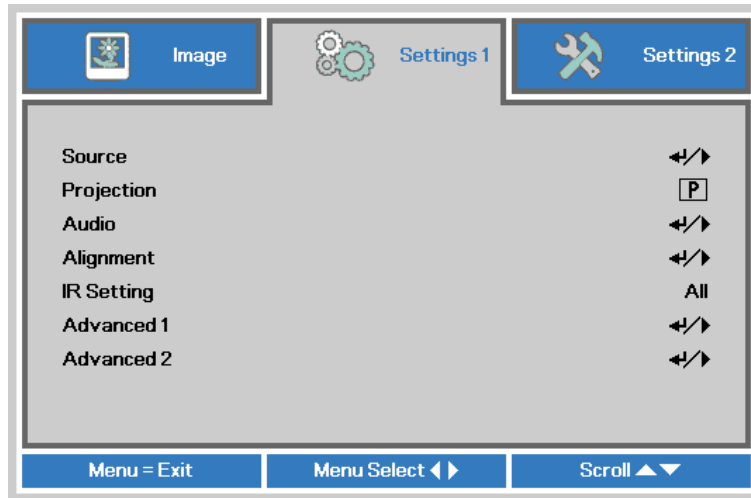 Image Settings 1 Settings 2
Source
Projection P
Audio
Alignment
IR Setting All
Advanced 1
Advanced 2
Menu = Exit Menu Select Scroll